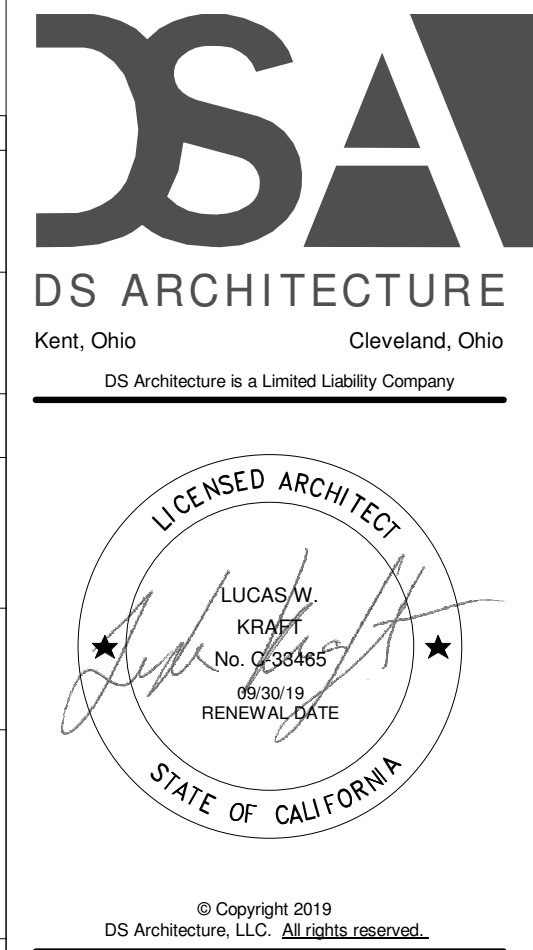 DSA
DS ARCHITECTURE
Kent, Ohio Cleveland, Ohio
DS Architecture is a Limited Liability Company
LICENSED ARCHITECT
LUCAS W.
KRAFT
No. C-33465
09/30/19
RENEWAL DATE
STATE OF CALIFORNIA
© Copyright 2019
DS Architecture, LLC. All rights reserved.